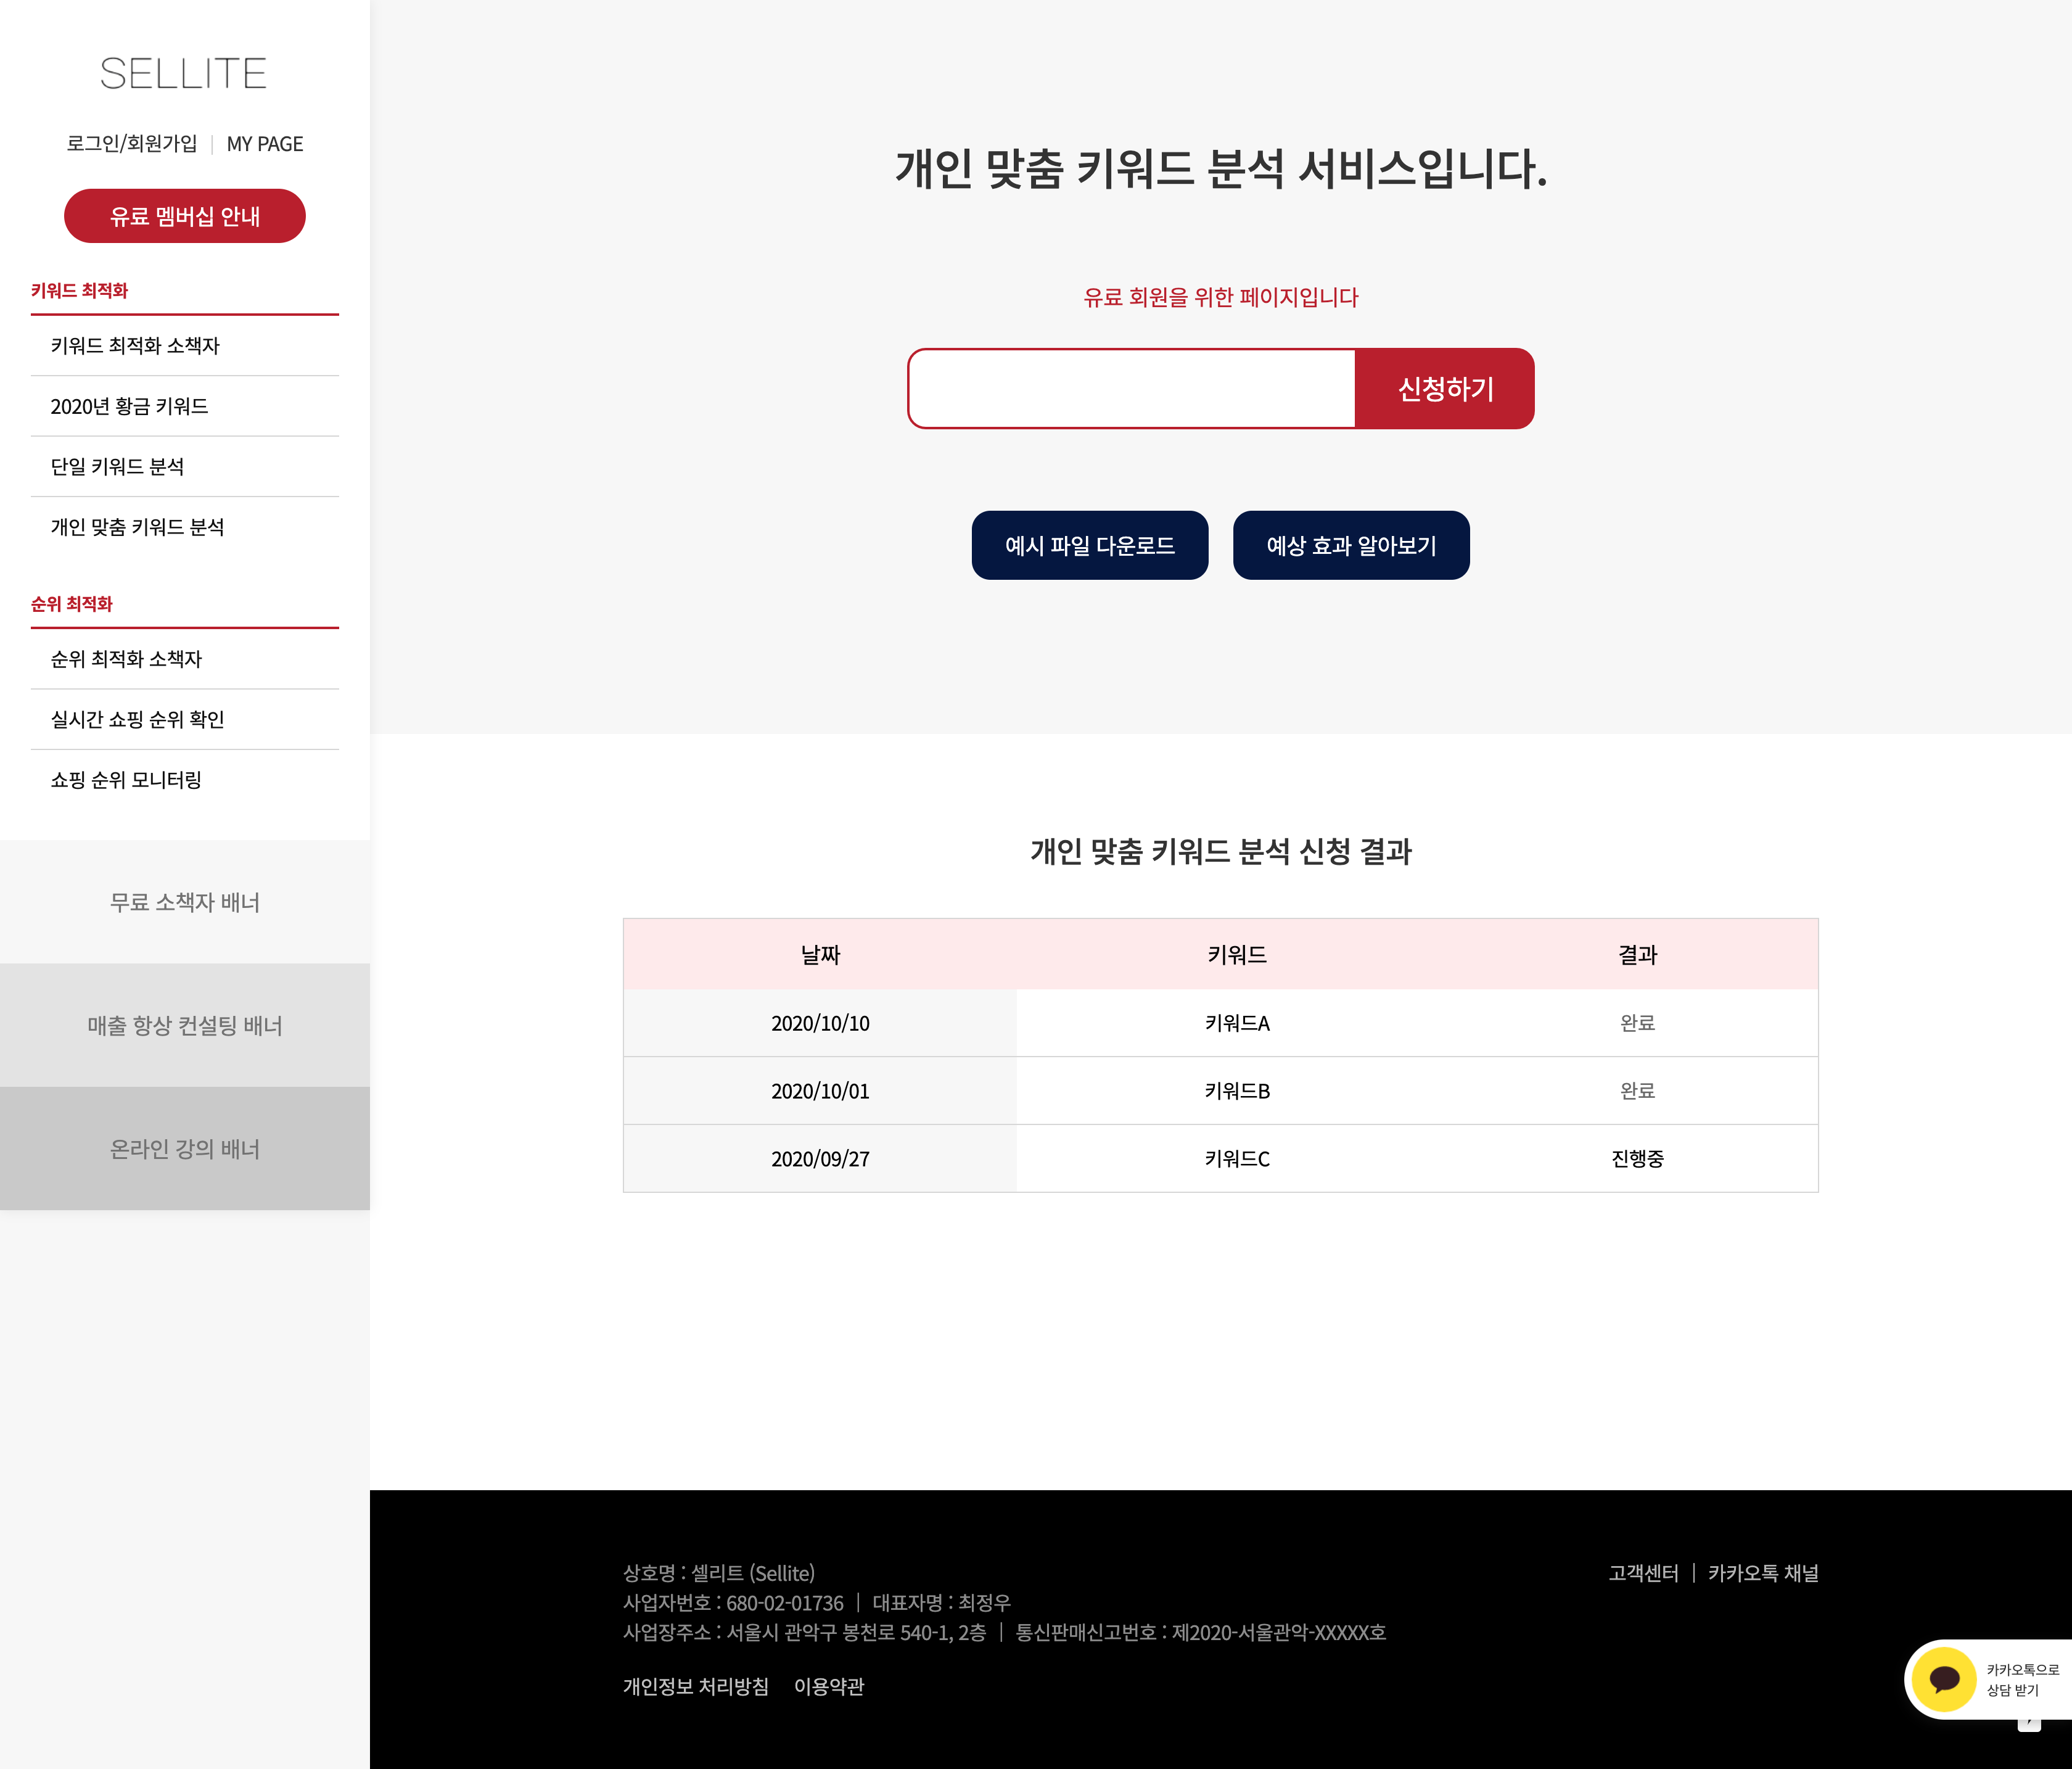 SELLITE
로그인/회원가입 | MY PAGE
유료 멤버십 안내
키워드 최적화
키워드 최적화 소책자
2020년 황금 키워드
단일 키워드 분석
개인 맞춤 키워드 분석
순위 최적화
순위 최적화 소책자
실시간 쇼핑 순위 확인
쇼핑 순위 모니터링
무료 소책자 배너
매출 항상 컨설팅 배너
온라인 강의 배너
개인 맞춤 키워드 분석 서비스입니다.
유료 회원을 위한 페이지입니다
신청하기
예시 파일 다운로드 예상 효과 알아보기
개인 맞춤 키워드 분석 신청 결과
날짜 키워드 결과
2020/10/10 키워드A 완료
2020/10/01 키워드B 완료
2020/09/27 키워드C 진행중
상호명 : 셀리트 (Sellite)
사업자번호 : 680-02-01736 | 대표자명 : 최정우
사업장주소 : 서울시 관악구 봉천로 540-1, 2층 | 통신판매신고번호 : 제2020-서울관악-XXXXX호
개인정보 처리방침 이용약관
고객센터 | 카카오톡 채널
카카오톡으로
상담 받기